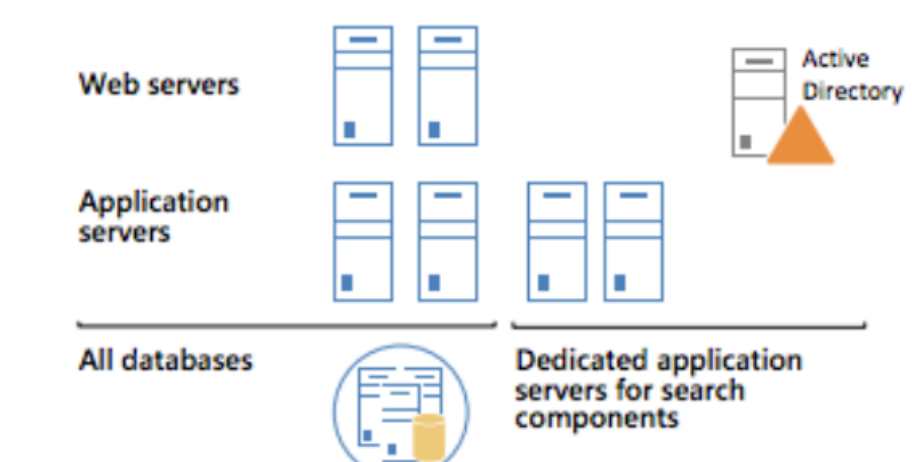 Web servers
Active
Directory
Application
servers
All databases
Dedicated application
servers for search
components